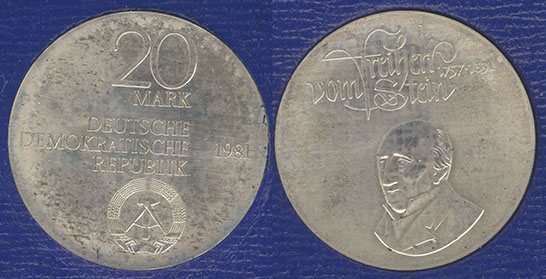 20
MARK
DEUTSCHE
DEMOKRATISCHE 1981
REPUBLIK
Freiherr
vom Stein
1757-1831